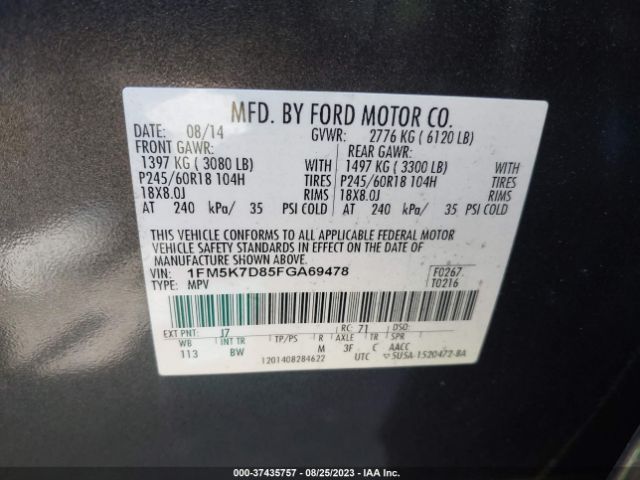 MFD. BY FORD MOTOR CO.
DATE: 08/14 GVWR: 2776 KG ( 6120 LB)
FRONT GAWR: REAR GAWR:
1397 KG ( 3080 LB) WITH 1497 KG ( 3300 LB) WITH
P245/60R18 104H TIRES P245/60R18 104H TIRES
18X8.0J RIMS 18X8.0J RIMS
AT 240 kPa/ 35 PSI COLD AT 240 kPa/ 35 PSI COLD
THIS VEHICLE CONFORMS TO ALL APPLICABLE FEDERAL MOTOR
VEHICLE SAFETY STANDARDS IN EFFECT ON THE DATE OF
MANUFACTURE SHOWN ABOVE.
VIN: 1FM5K7D85FGA69478 F0267
TYPE: MPV T0216
EXT PNT: J7 RC: 71 DSO:
WB INT TR TP/PS R AXLE TR SPR
113 BW M 3F C AACC
1201408284622 UTC 5USA-1520472-BA
000-37435757 - 08/25/2023 - IAA Inc.